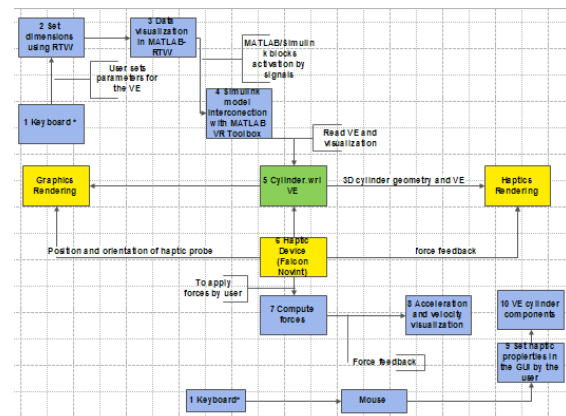 2 Set
dimensions
using RTW
3 Data
visualization
in MATLAB-
RTW
User sets
parameters for
the VE
MATLAB/Simulin
k blocks
activation by
signals
1 Keyboard *
4 Simulink model
interconection
with MATLAB
VR Toolbox
Read VE and
visualization
Graphics
Rendering
5 Cylinder.wrl
VE
3D cylinder geometry and VE
Haptics
Rendering
Position and orientation of haptic probe
6 Haptic
Device
(Falcon
Novint)
force feedback
To apply
forces by user
7 Compute
forces
8 Acceleration
and velocity
visualization
10 VE cylinder
components
Force feedback
9 Set haptic
propierties in
the GUI by the
user
1 Keyboard*
Mouse